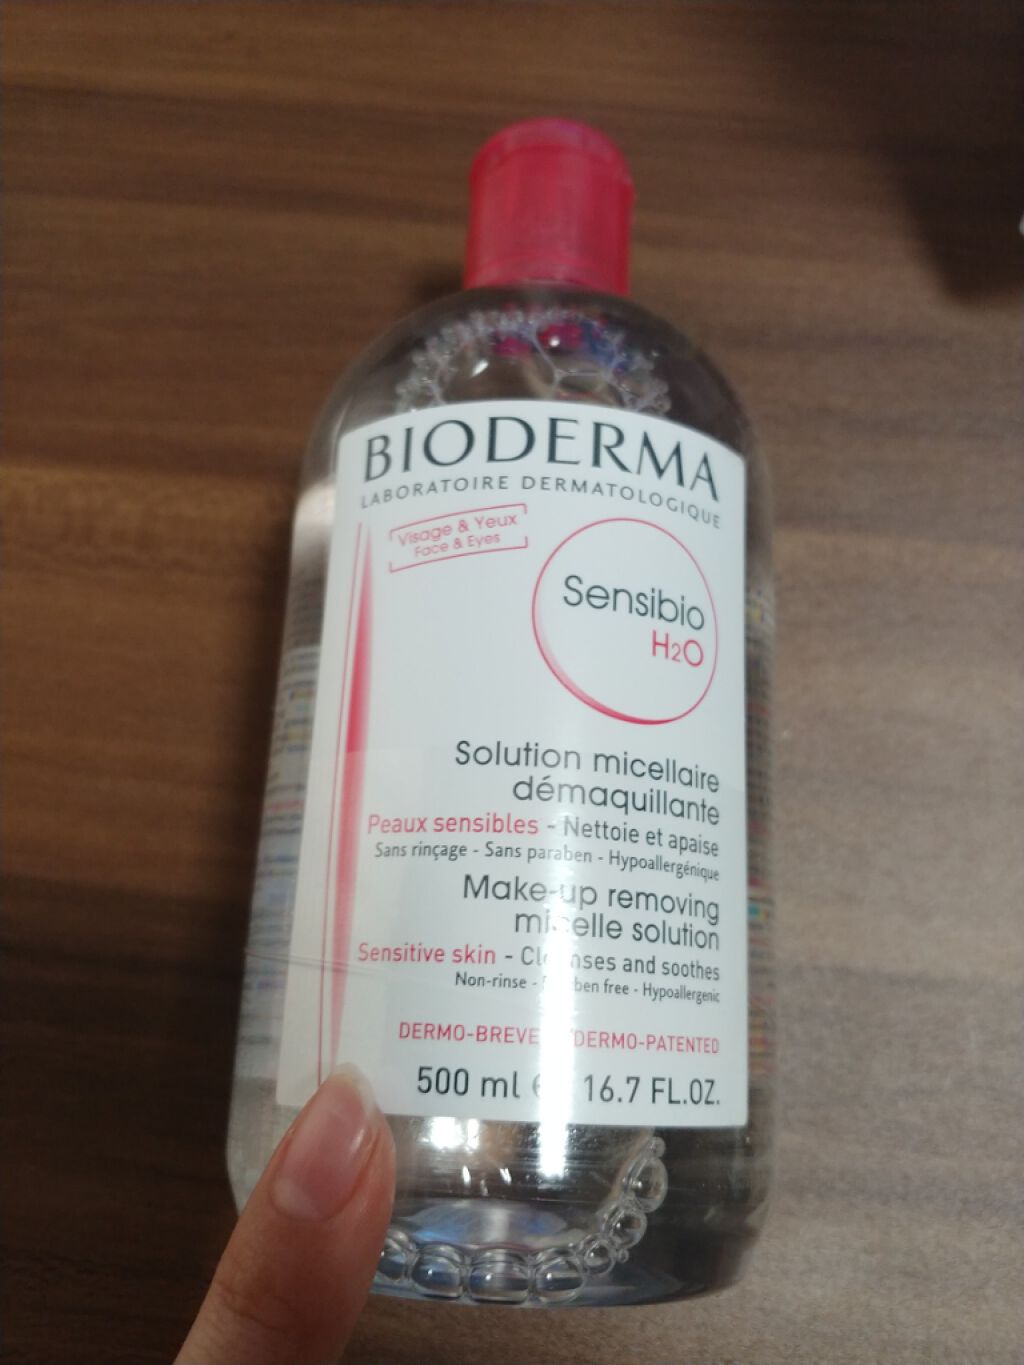 BIODERMA
LABORATOIRE DERMATOLOGIQUE
Visage & Yeux
Face & Eyes
Sensibio
H2O
Solution micellaire
démaquillante
Peaux sensibles - Nettoie et apaise
Sans rinçage - Sans paraben - Hypoallergénique
Make-up removing
micelle solution
Sensitive skin - Cleanses and soothes
Non-rinse - free - Hypoallergenic
DERMO-PATENTED
500 ml 16.7 FL.OZ.